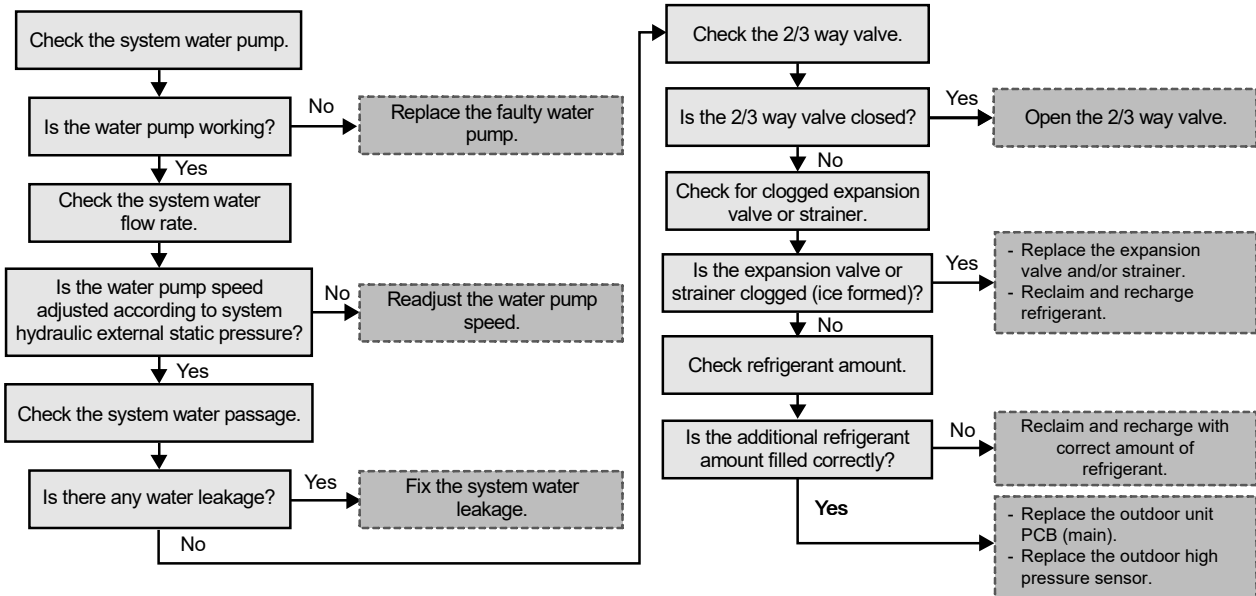 Check the system water pump.
Is the water pump working?
No
Replace the faulty water
pump.
Yes
Check the system water
flow rate.
Is the water pump speed
adjusted according to system
hydraulic external static pressure?
No
Readjust the water pump
speed.
Yes
Check the system water passage.
Is there any water leakage?
Yes
Fix the system water
leakage.
No
Check the 2/3 way valve.
Is the 2/3 way valve closed?
Yes
Open the 2/3 way valve.
No
Check for clogged expansion
valve or strainer.
Is the expansion valve or
strainer clogged (ice formed)?
Yes
- Replace the expansion
valve and/or strainer.
- Reclaim and recharge
refrigerant.
No
Check refrigerant amount.
Is the additional refrigerant
amount filled correctly?
No
Reclaim and recharge with
correct amount of
refrigerant.
Yes
- Replace the outdoor unit
PCB (main).
- Replace the outdoor high
pressure sensor.